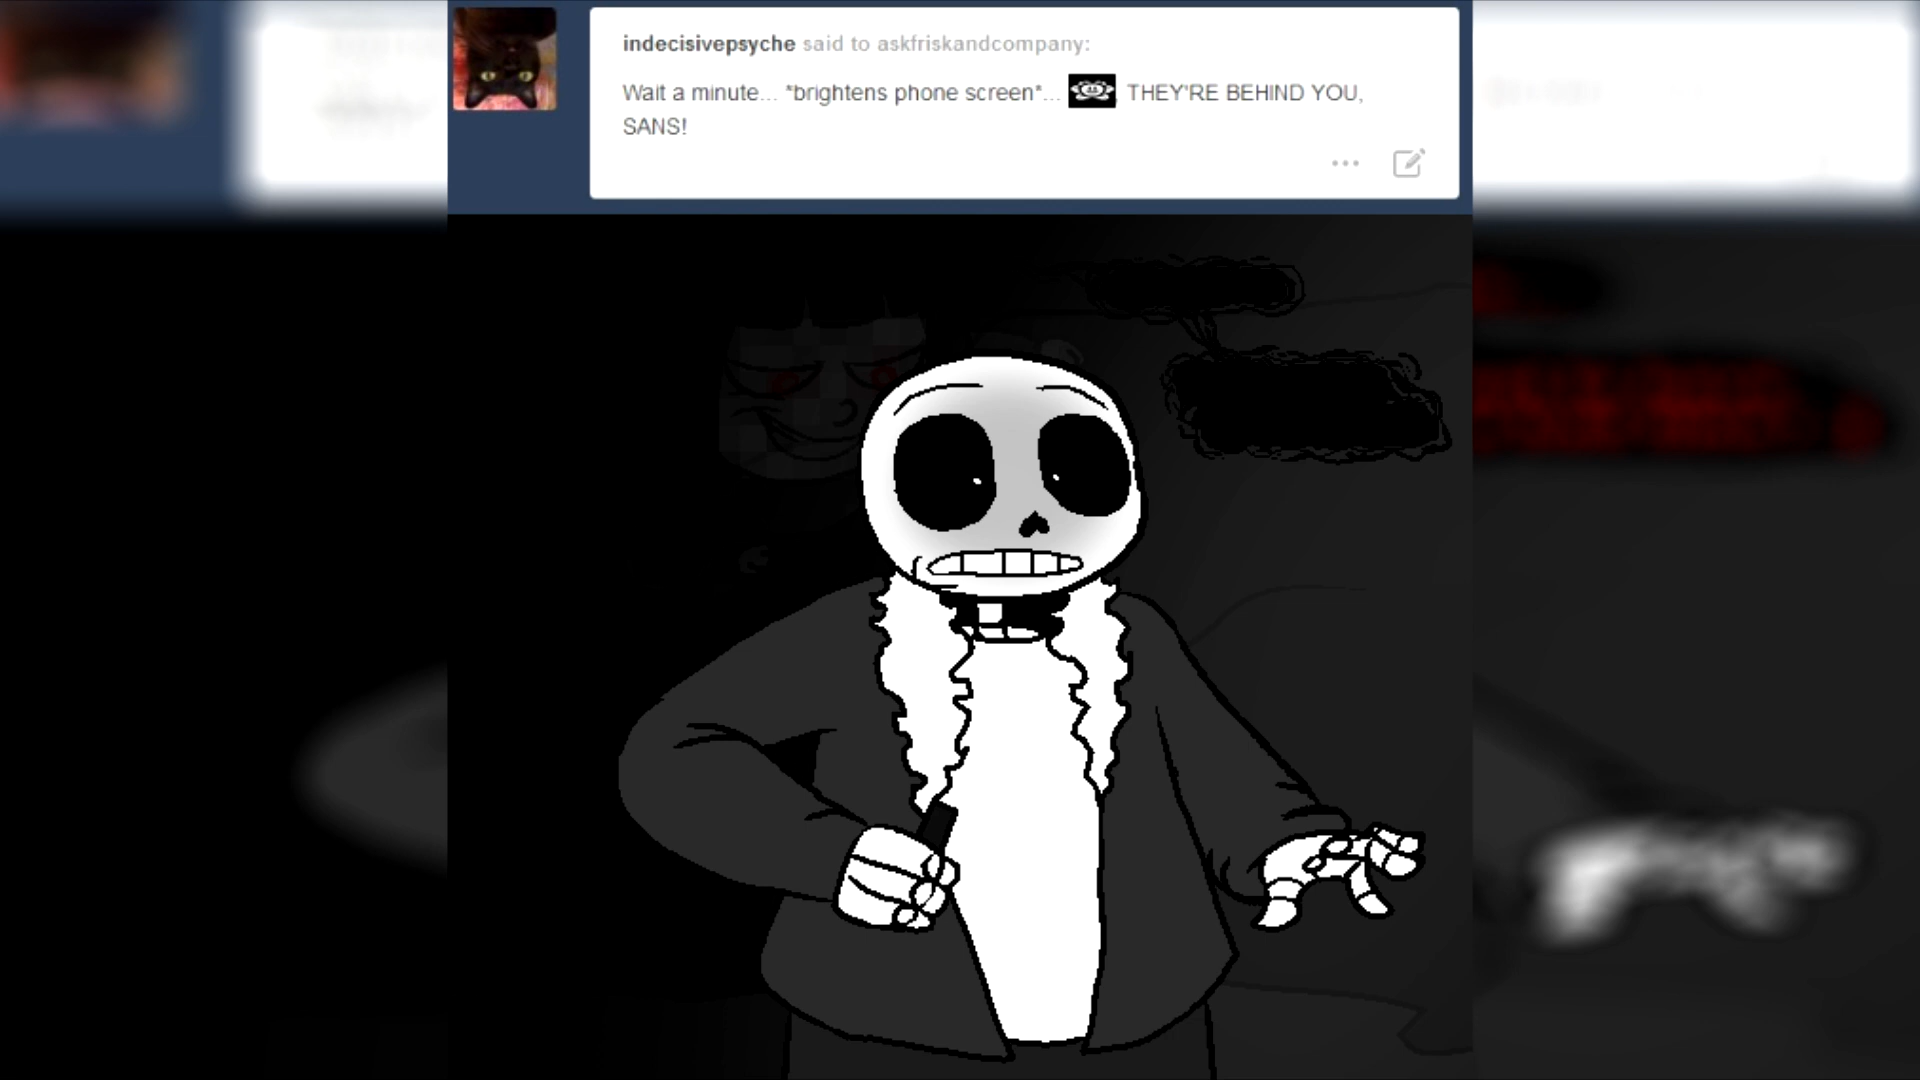 indecisivepsyche said to askfriskandcompany:
Wait a minute... *brightens phone screen*... THEY'RE BEHIND YOU,
SANS!